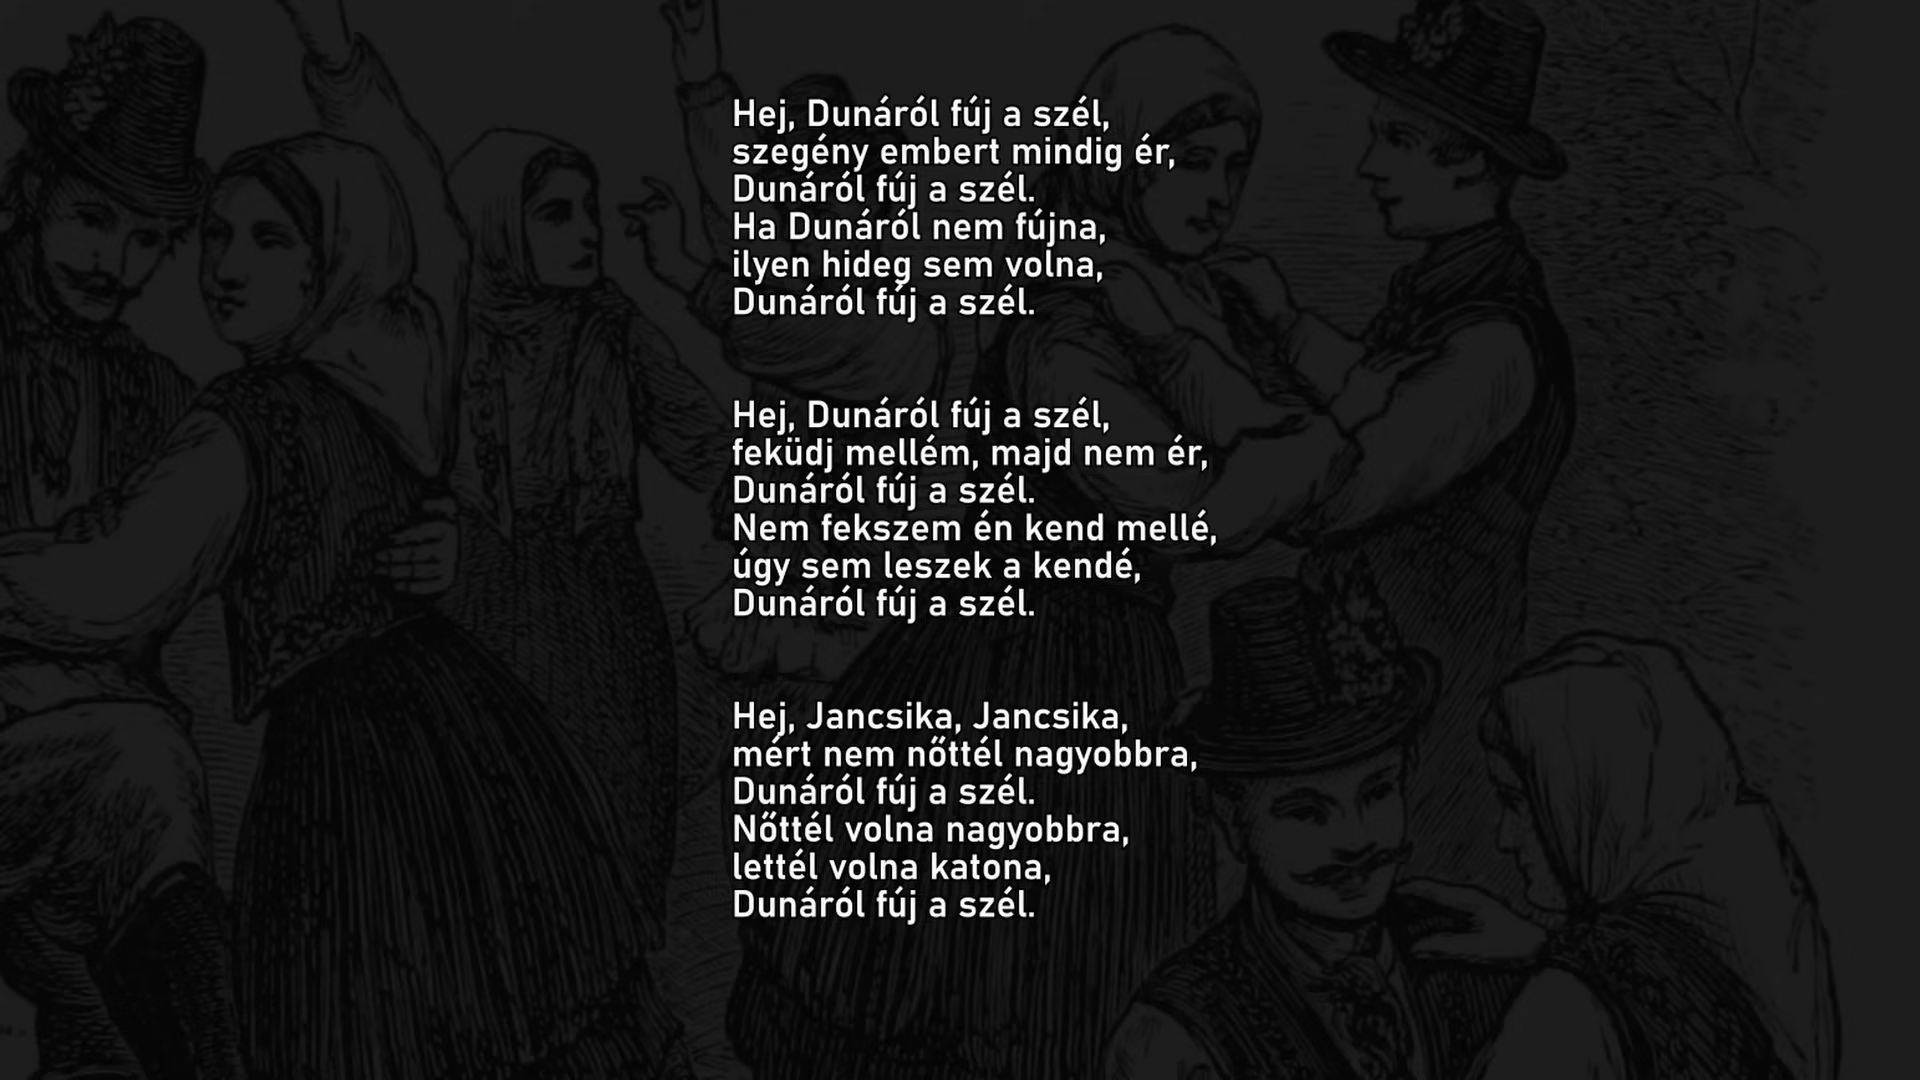 Hej, Dunáról fúj a szél,
szegény embert mindig ér,
Dunáról fúj a szél.
Ha Dunáról nem fújna,
ilyen hideg sem volna,
Dunáról fúj a szél.
Hej, Dunáról fúj a szél,
feküdj mellém, majd nem ér,
Dunáról fúj a szél.
Nem fekszem én kend mellé,
úgy sem leszek a kendé,
Dunáról fúj a szél.
Hej, Jancsika, Jancsika,
mért nem nőttél nagyobbra,
Dunáról fúj a szél.
Nőttél volna nagyobbra,
lettél volna katona,
Dunáról fúj a szél.